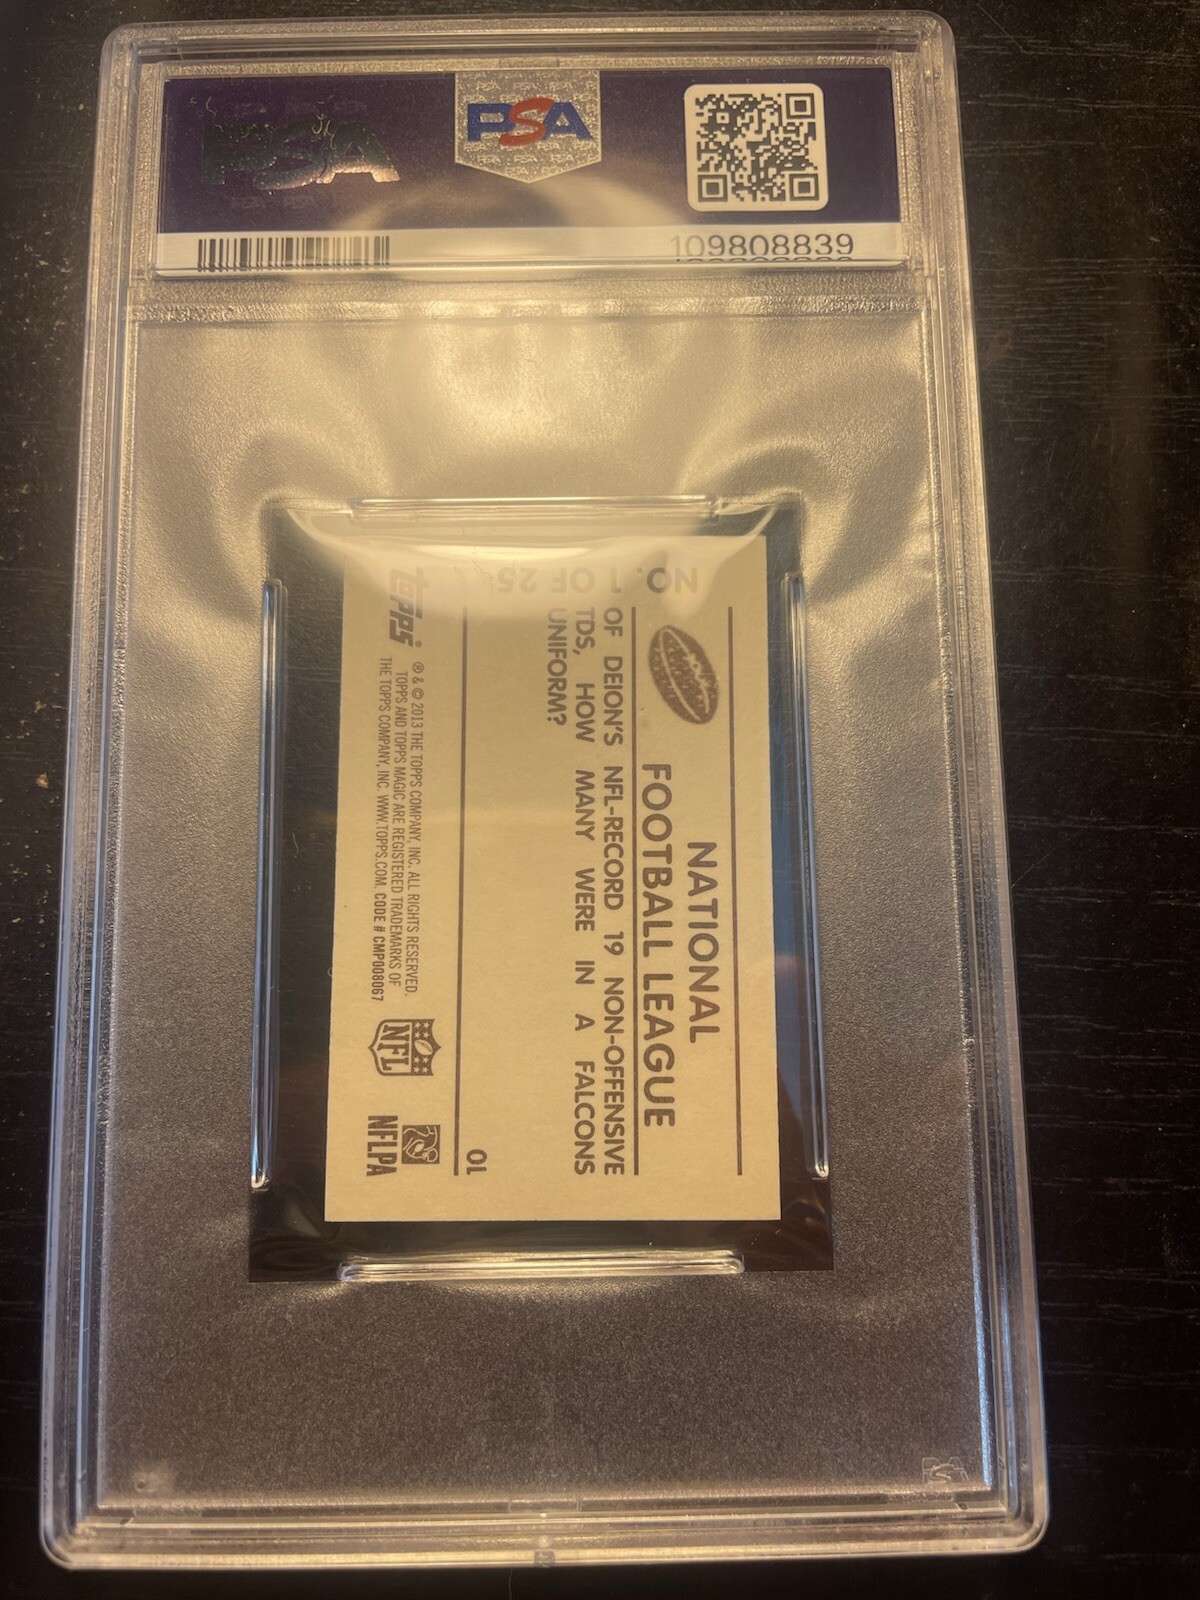 PSA
PSA
109808839
NATIONAL
FOOTBALL LEAGUE
OF DEION'S NFL-RECORD 19 NON-OFFENSIVE
TDS, HOW MANY WERE IN A FALCONS
UNIFORM?
10
topps
® & © 2013 THE TOPPS COMPANY, INC. ALL RIGHTS RESERVED.
TOPPS AND TOPPS MAGIC ARE REGISTERED TRADEMARKS OF
THE TOPPS COMPANY, INC. WWW.TOPPS.COM. CODE # CMP008067
NFL
NFLPA